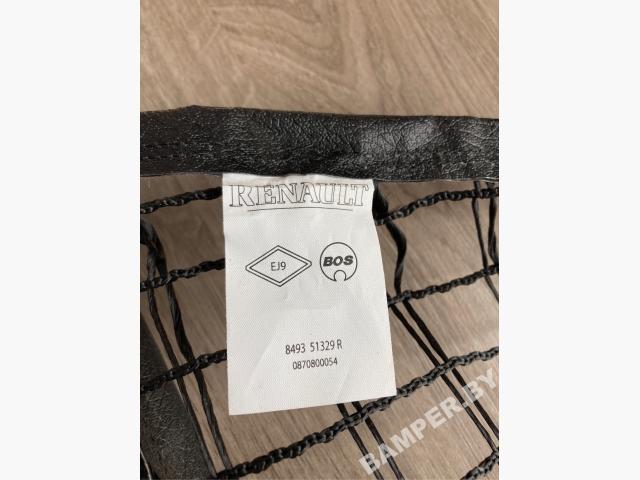 RENAULT
EJ9
BOS
8493 51329 R
0870800054
BAMPER.BY